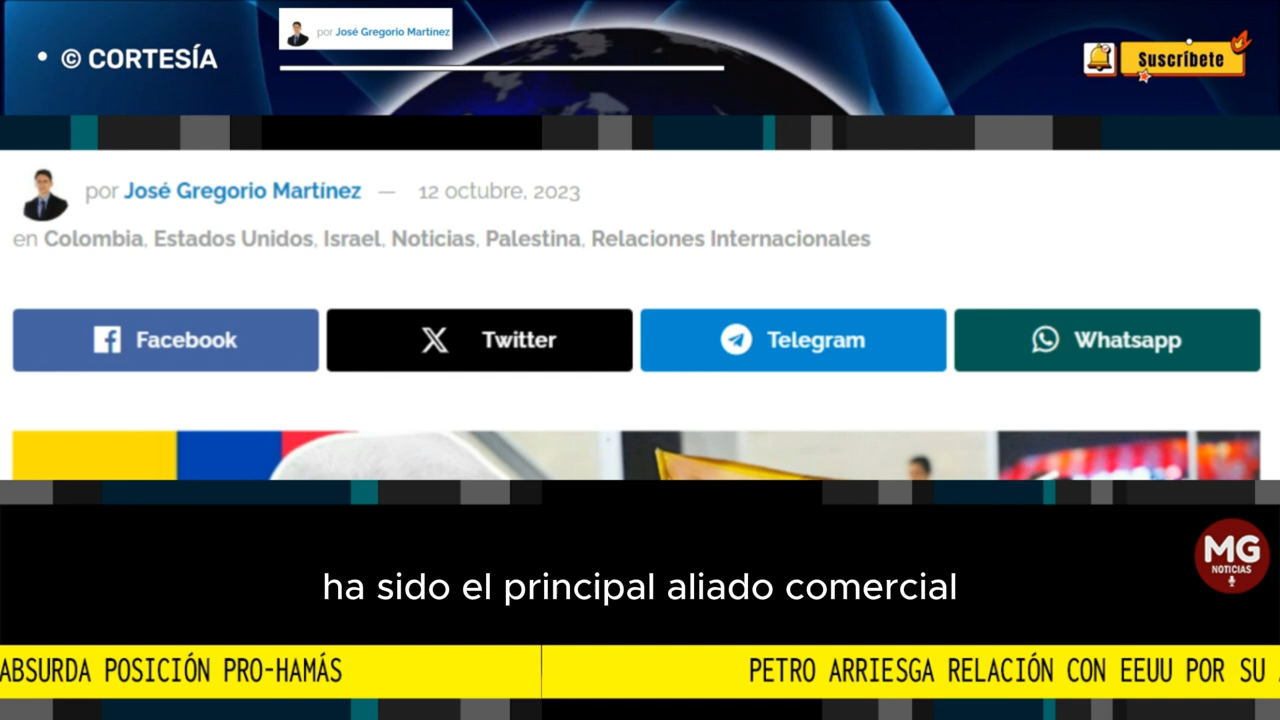 • © CORTESÍA
por José Gregorio Martínez
Suscríbete
por José Gregorio Martínez — 12 octubre, 2023
en Colombia, Estados Unidos, Israel, Noticias, Palestina, Relaciones Internacionales
Facebook
Twitter
Telegram
Whatsapp
MG
NOTICIAS
ha sido el principal aliado comercial
ABSURDA POSICIÓN PRO-HAMÁS
PETRO ARRIESGA RELACIÓN CON EEUU POR SU